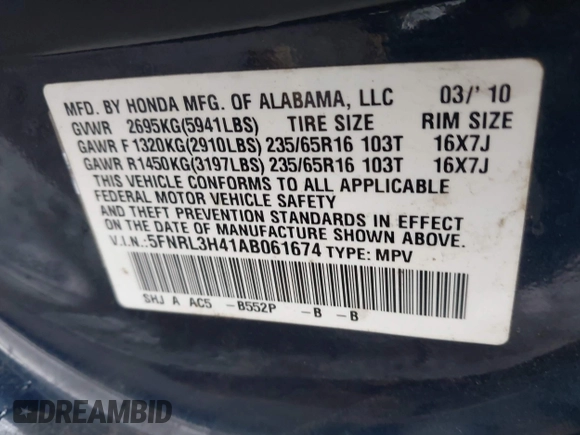 MFD. BY HONDA MFG. OF ALABAMA, LLC 03/' 10
GVWR 2695KG(5941LBS) TIRE SIZE RIM SIZE
GAWR F 1320KG(2910LBS) 235/65R16 103T 16X7J
GAWR R1450KG(3197LBS) 235/65R16 103T 16X7J
THIS VEHICLE CONFORMS TO ALL APPLICABLE
FEDERAL MOTOR VEHICLE SAFETY
AND THEFT PREVENTION STANDARDS IN EFFECT
ON THE DATE OF MANUFACTURE SHOWN ABOVE.
V.I.N.:5FNRL3H41AB061674 TYPE: MPV
SHJ A AC5 -B552P -B -B
DREAMBID